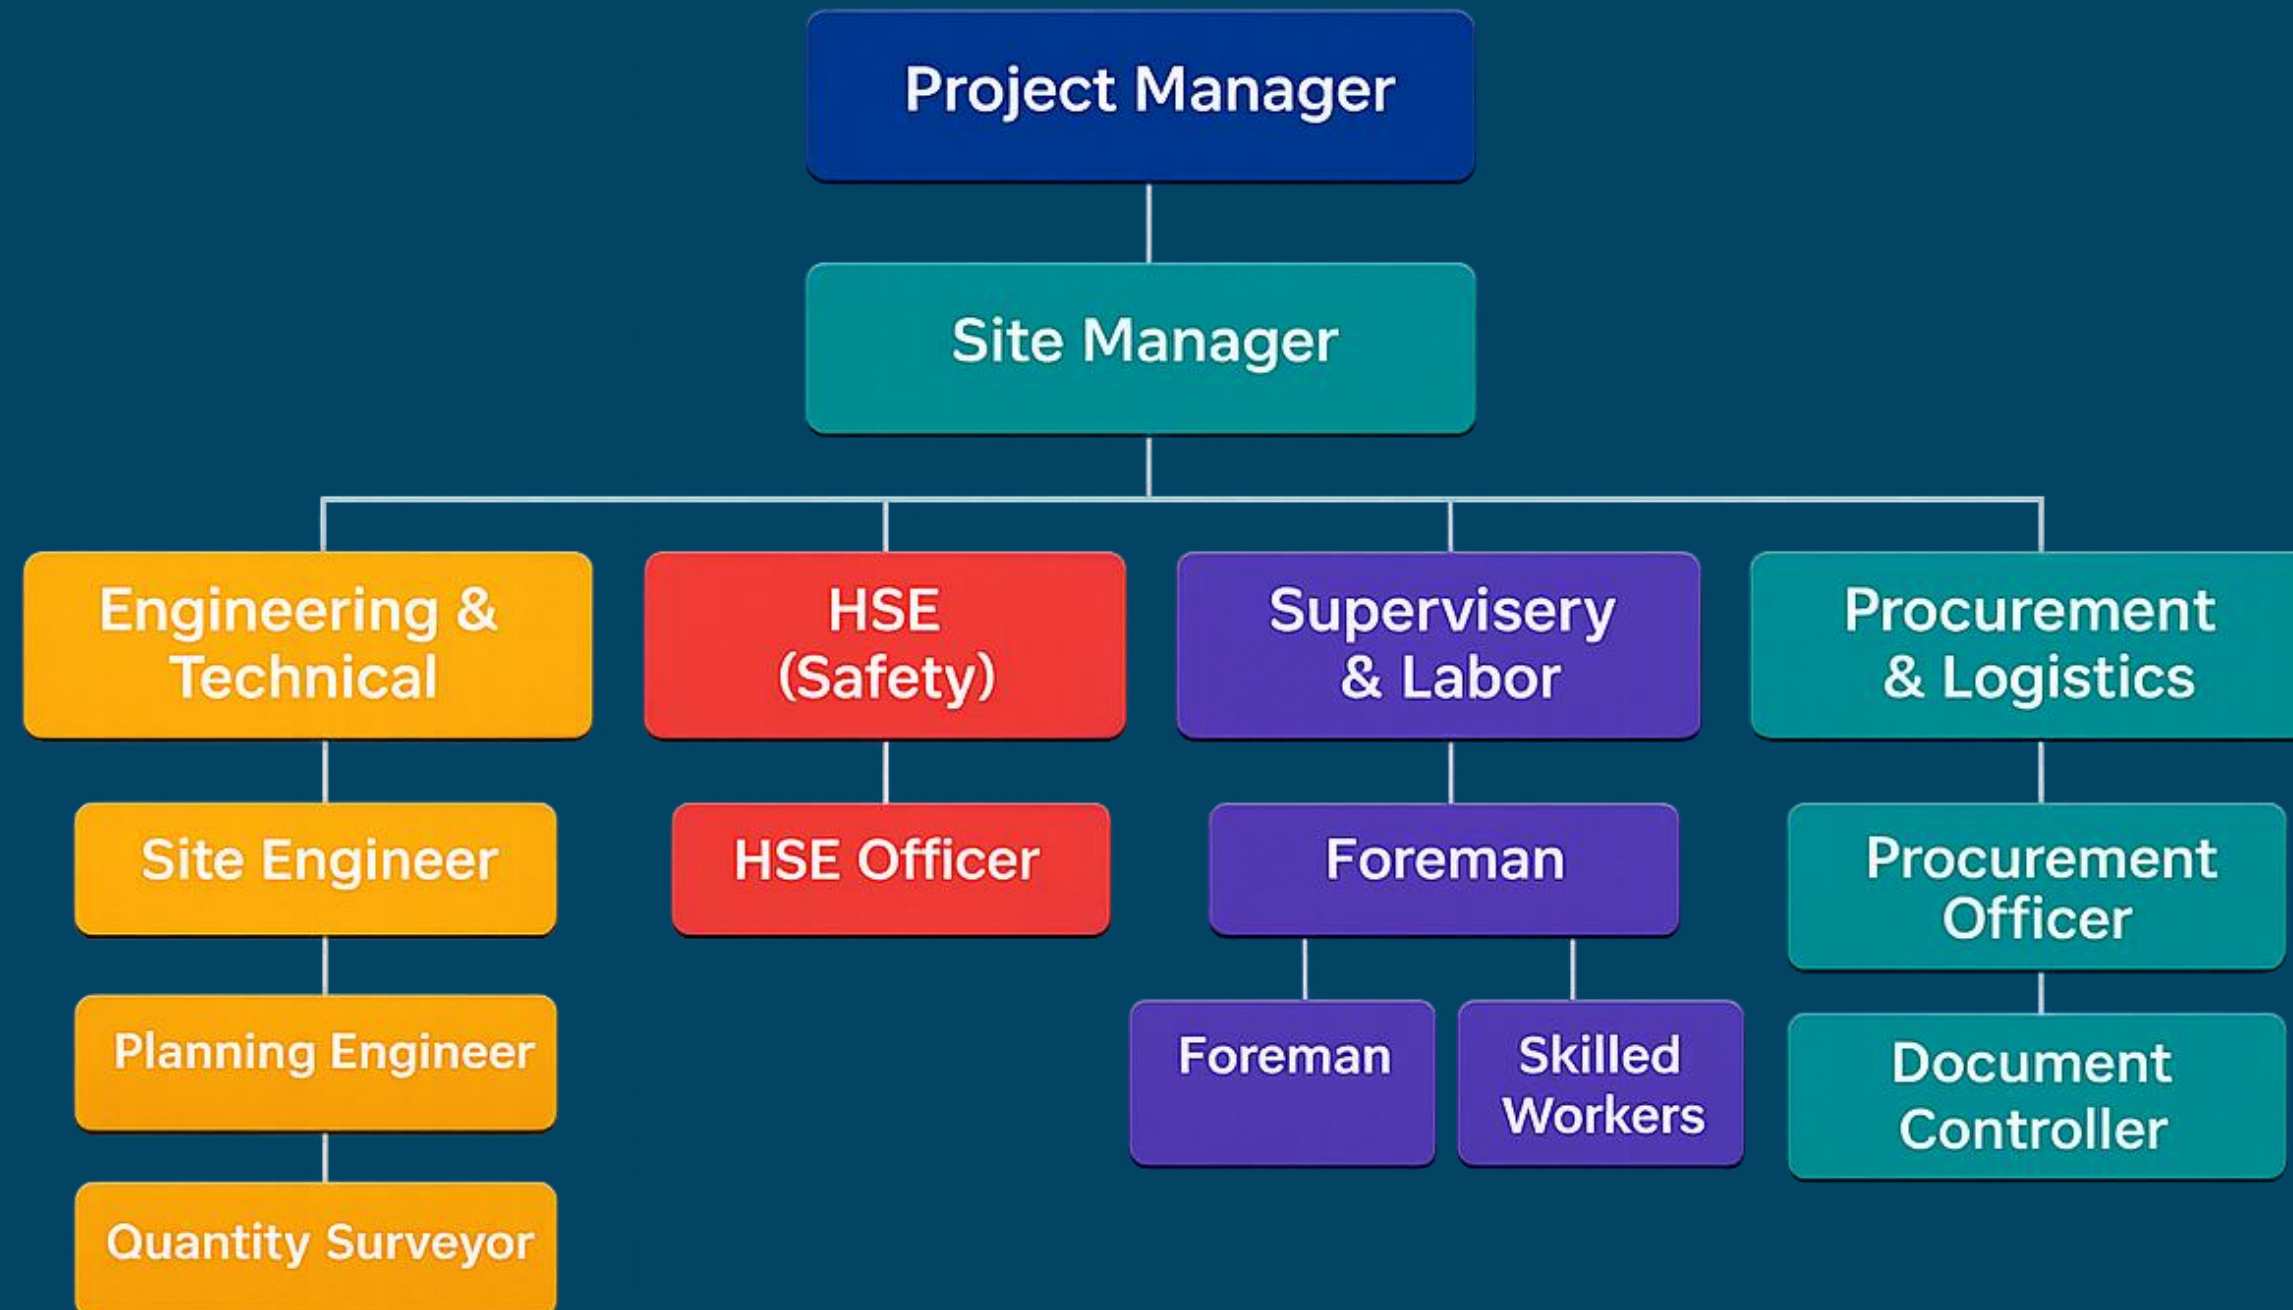 Project Manager
Site Manager
Engineering &
Technical
HSE
(Safety)
Supervisery
& Labor
Procurement
& Logistics
Site Engineer
HSE Officer
Foreman
Procurement
Officer
Planning Engineer
Foreman
Skilled
Workers
Document
Controller
Quantity Surveyor